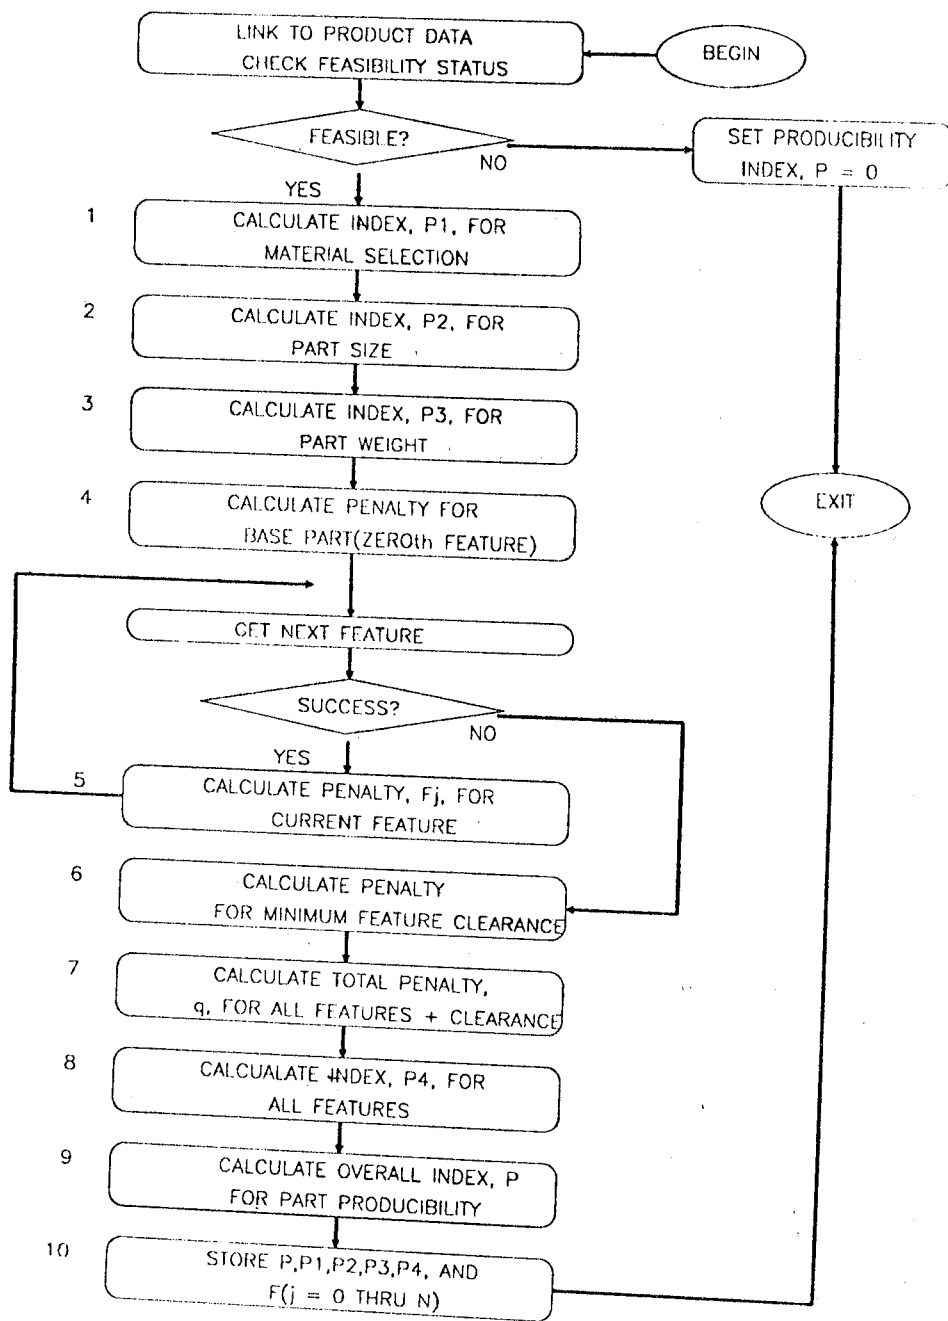 LINK TO PRODUCT DATA
CHECK FEASIBILITY STATUS
BEGIN
FEASIBLE?
NO
YES
SET PRODUCIBILITY
INDEX, P = 0
1
CALCULATE INDEX, P1, FOR
MATERIAL SELECTION
2
CALCULATE INDEX, P2, FOR
PART SIZE
3
CALCULATE INDEX, P3, FOR
PART WEIGHT
4
CALCULATE PENALTY FOR
BASE PART(ZEROth FEATURE)
EXIT
GET NEXT FEATURE
SUCCESS?
NO
YES
5
CALCULATE PENALTY, Fj, FOR
CURRENT FEATURE
6
CALCULATE PENALTY
FOR MINIMUM FEATURE CLEARANCE
7
CALCULATE TOTAL PENALTY,
q, FOR ALL FEATURES + CLEARANCE
8
CALCUALATE INDEX, P4, FOR
ALL FEATURES
9
CALCULATE OVERALL INDEX, P
FOR PART PRODUCIBILITY
10
STORE P,P1,P2,P3,P4, AND
F(j = 0 THRU N)